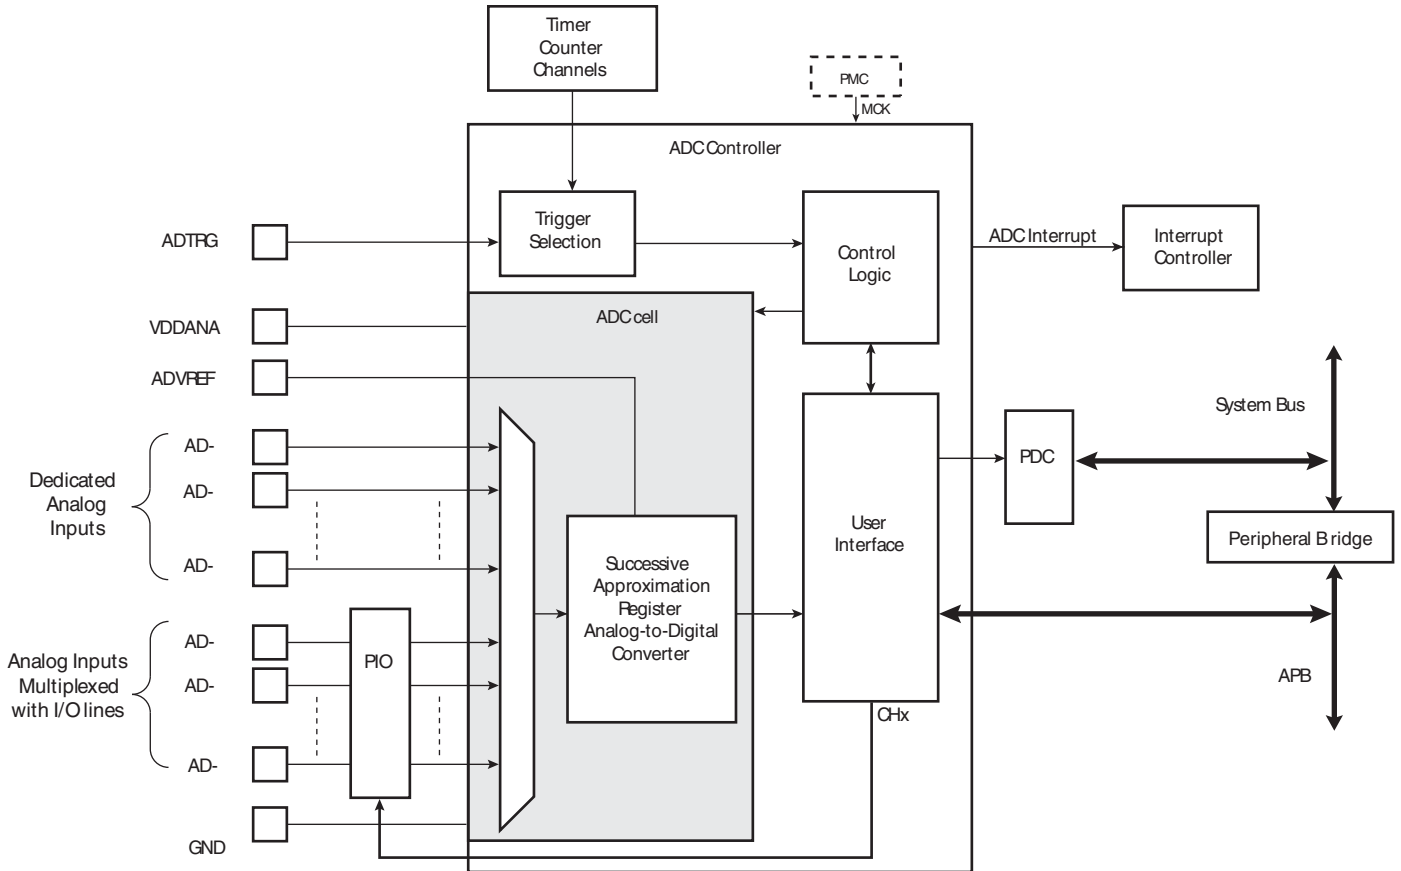 Timer
Counter
Channels
PMC
MCK
ADC Controller
Trigger
Selection
Control
Logic
ADTRG
ADC Interrupt
Interrupt
Controller
VDDANA
ADC cell
ADVREF
System Bus
Dedicated
Analog
Inputs
AD-
AD-
AD-
PDC
User
Interface
Peripheral Bridge
Successive
Approximation
Register
Analog-to-Digital
Converter
Analog Inputs
Multiplexed
with I/O lines
AD-
AD-
AD-
PIO
APB
CHx
GND